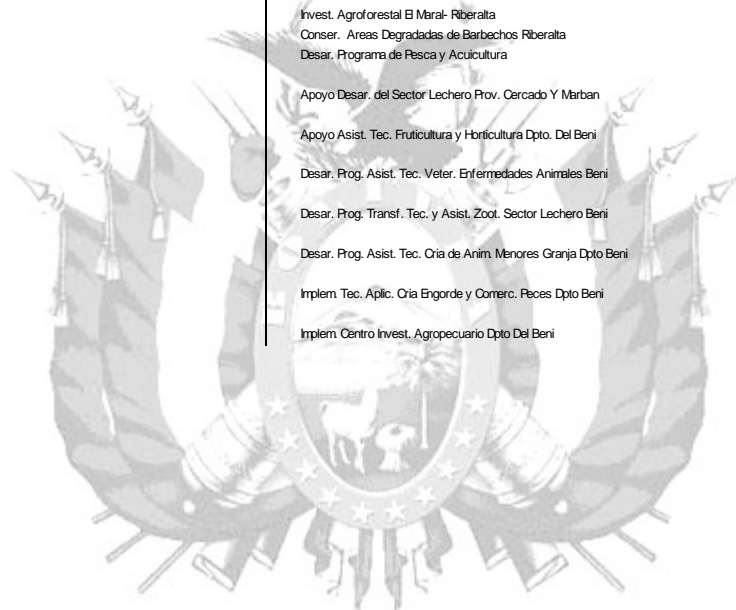 Invest. Agroforestal El Maral- Riberalta
Conser. Areas Degradadas de Barbechos Riberalta
Desar. Programa de Pesca y Acuicultura
Apoyo Desar. del Sector Lechero Prov. Cercado Y Marban
Apoyo Asist. Tec. Fruticultura y Horticultura Dpto. Del Beni
Desar. Prog. Asist. Tec. Veter. Enfermedades Animales Beni
Desar. Prog. Transf. Tec. y Asist. Zoot. Sector Lechero Beni
Desar. Prog. Asist. Tec. Cria de Anim. Menores Granja Dpto Beni
Implem. Tec. Aplic. Cria Engorde y Comerc. Peces Dpto Beni
Implem. Centro Invest. Agropecuario Dpto Del Beni